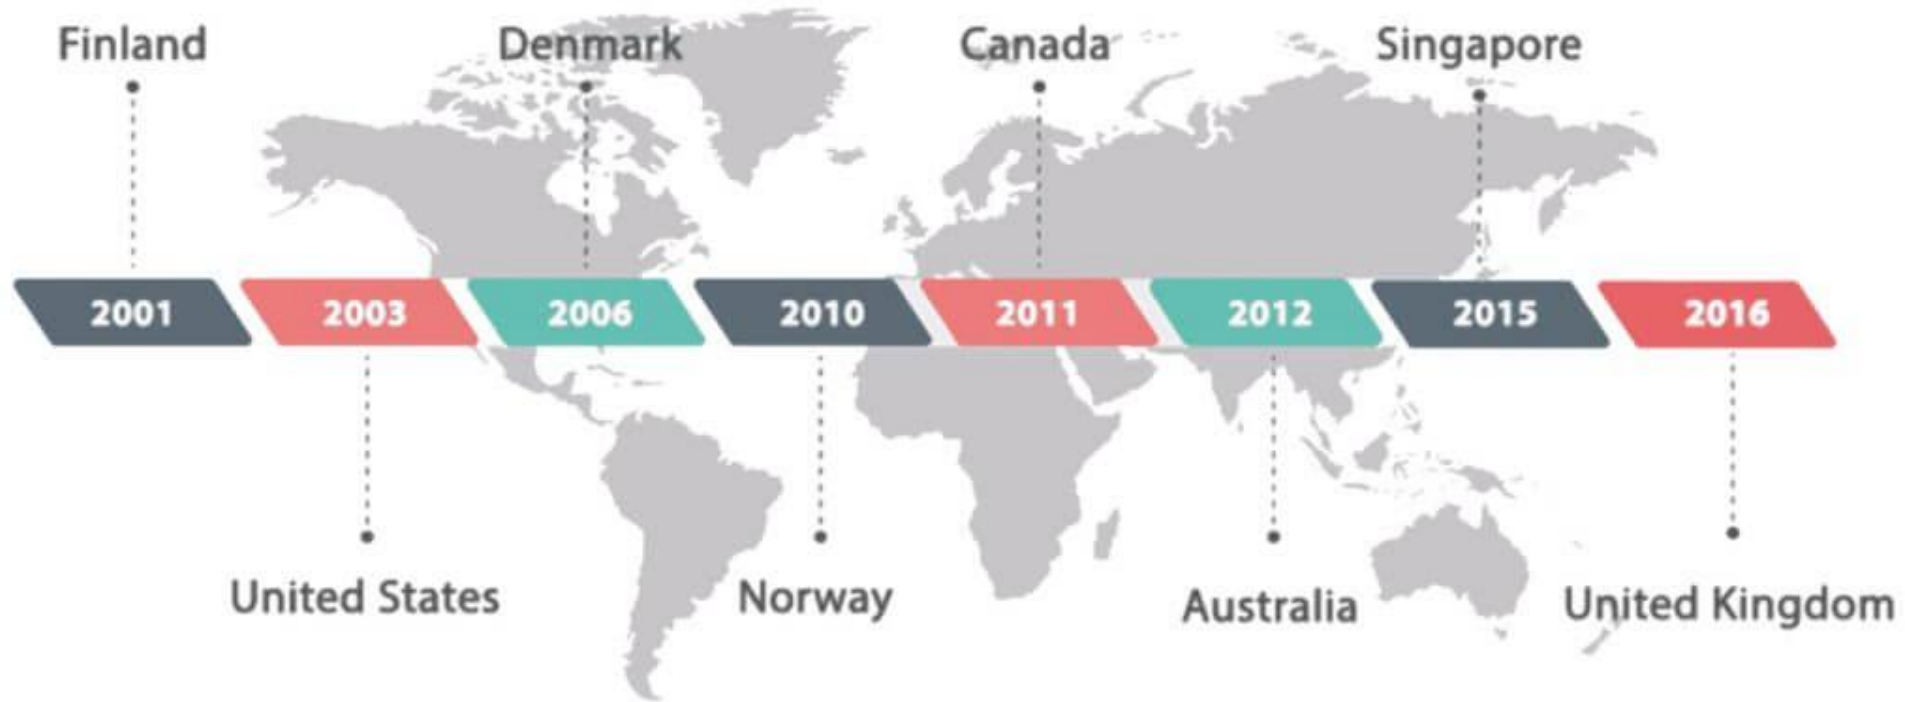 Finland
Denmark
Canada
Singapore
2001
2003
2006
2010
2011
2012
2015
2016
United States
Norway
Australia
United Kingdom